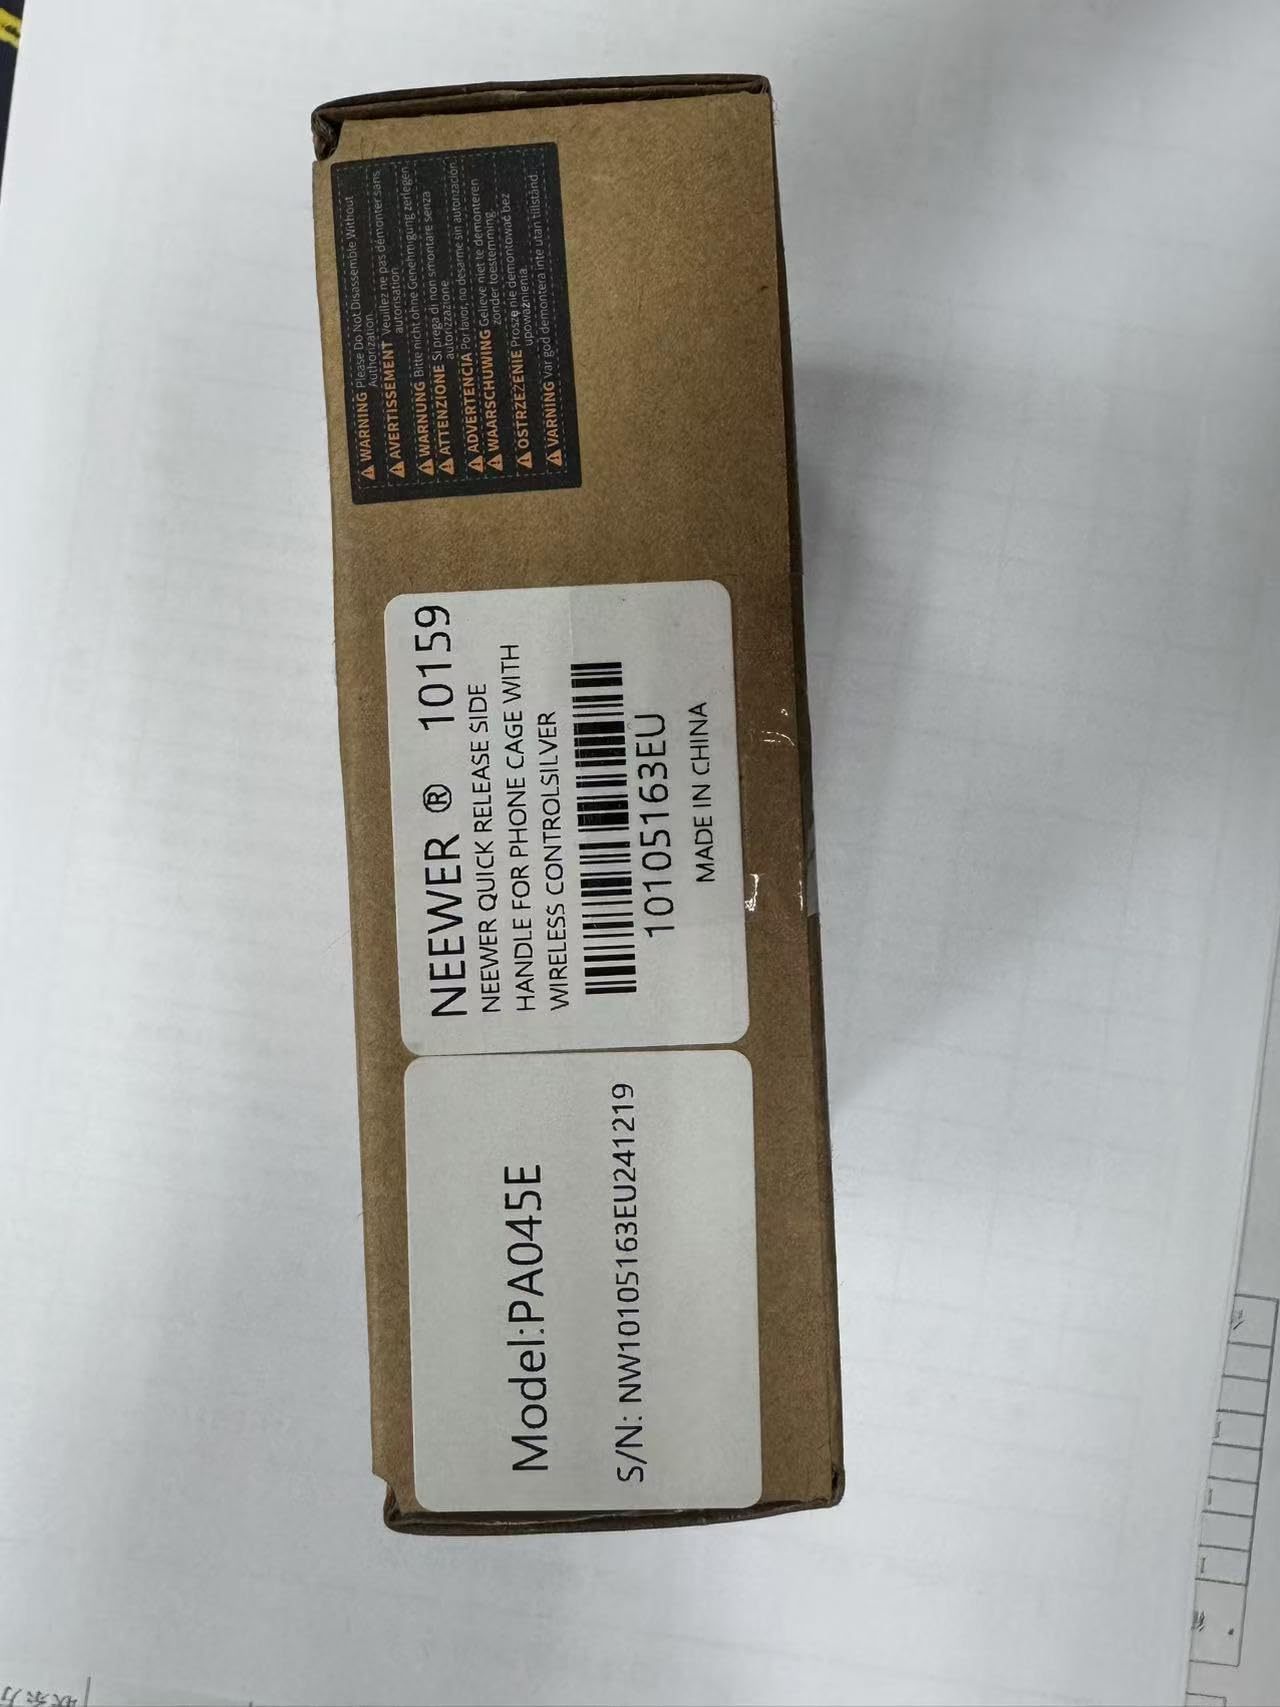 ⚠ WARNING Please Do Not Disassemble Without
Authorization.
⚠ AVERTISSEMENT Veuillez ne pas démonter sans
autorisation
⚠ WARNUNG Bitte nicht ohne Genehmigung zerlegen
⚠ ATTENZIONE Si prega di non smontare senza
autorizzazione
⚠ ADVERTENCIA Por favor, no desarme sin autorización.
⚠ WAARSCHUWING Gelieve niet te demonteren
zonder toestemming.
⚠ OSTRZEŻENIE Proszę nie demontować bez
upoważnienia.
⚠ VARNING Var god demontera inte utan tillstånd.
NEEWER ® 10159
NEEWER QUICK RELEASE SIDE
HANDLE FOR PHONE CAGE WITH
WIRELESS CONTROLSILVER
10105163EU
MADE IN CHINA
Model:PA045E
S/N: NW10105163EU241219